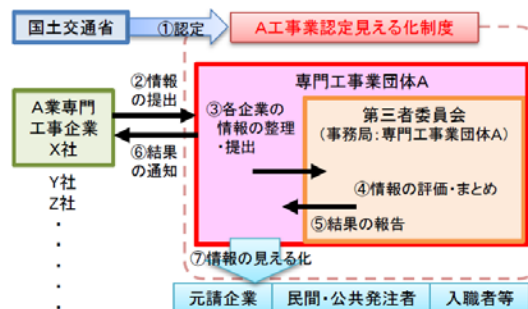 国土交通省
①認定
A工事業認定見える化制度
A業専門
工事企業
X社
Y社
Z社
・
・
・
・
②情報
の提出
⑥結果
の通知
専門工事業団体A
③各企業の
情報の整理
・提出
第三者委員会
(事務局:専門工事業団体A)
④情報の評価・まとめ
⑤結果の報告
⑦情報の見える化
元請企業
民間・公共発注者
入職者等